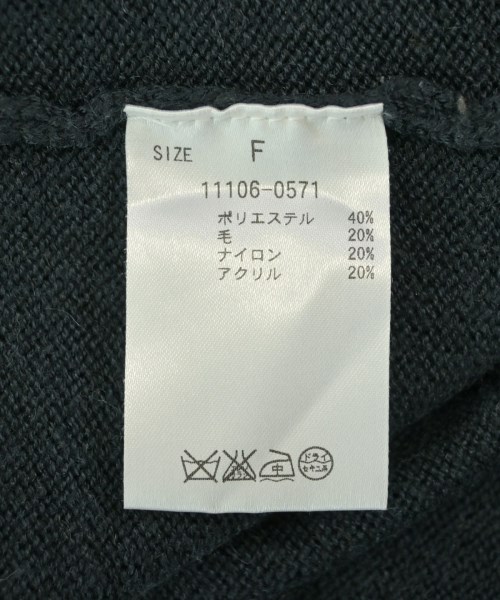 SIZE F
11106-0571
ポリエステル 40%
毛 20%
ナイロン 20%
アクリル 20%
中 ドライ
セキユ系